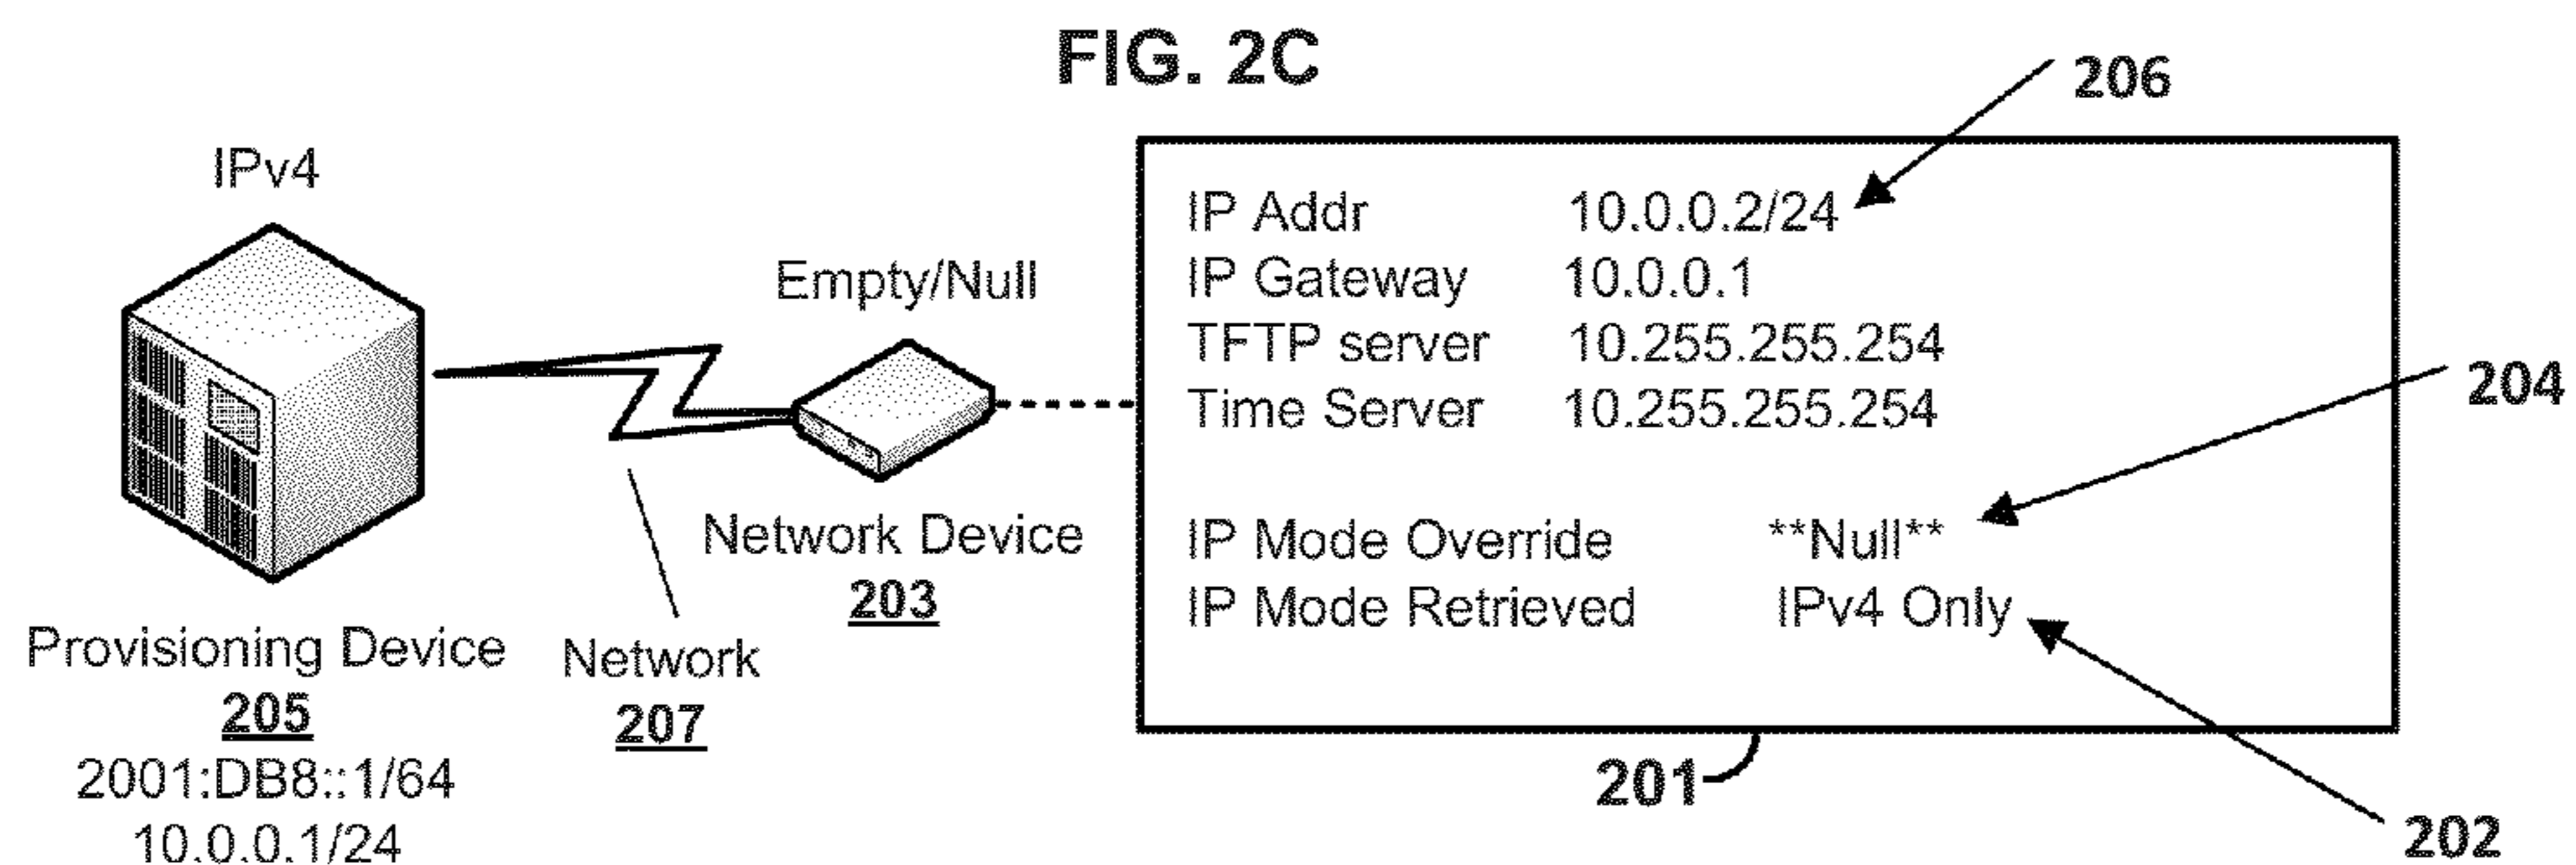 FIG. 2C
206
IPv4
IP Addr 10.0.0.2/24
Empty/Null
IP Gateway 10.0.0.1
TFTP server 10.255.255.254
Time Server 10.255.255.254
204
Network Device
203
IP Mode Override **Null**
IP Mode Retrieved IPv4 Only
Provisioning Device
205
2001:DB8::1/64
10.0.0.1/24
Network
207
201
202